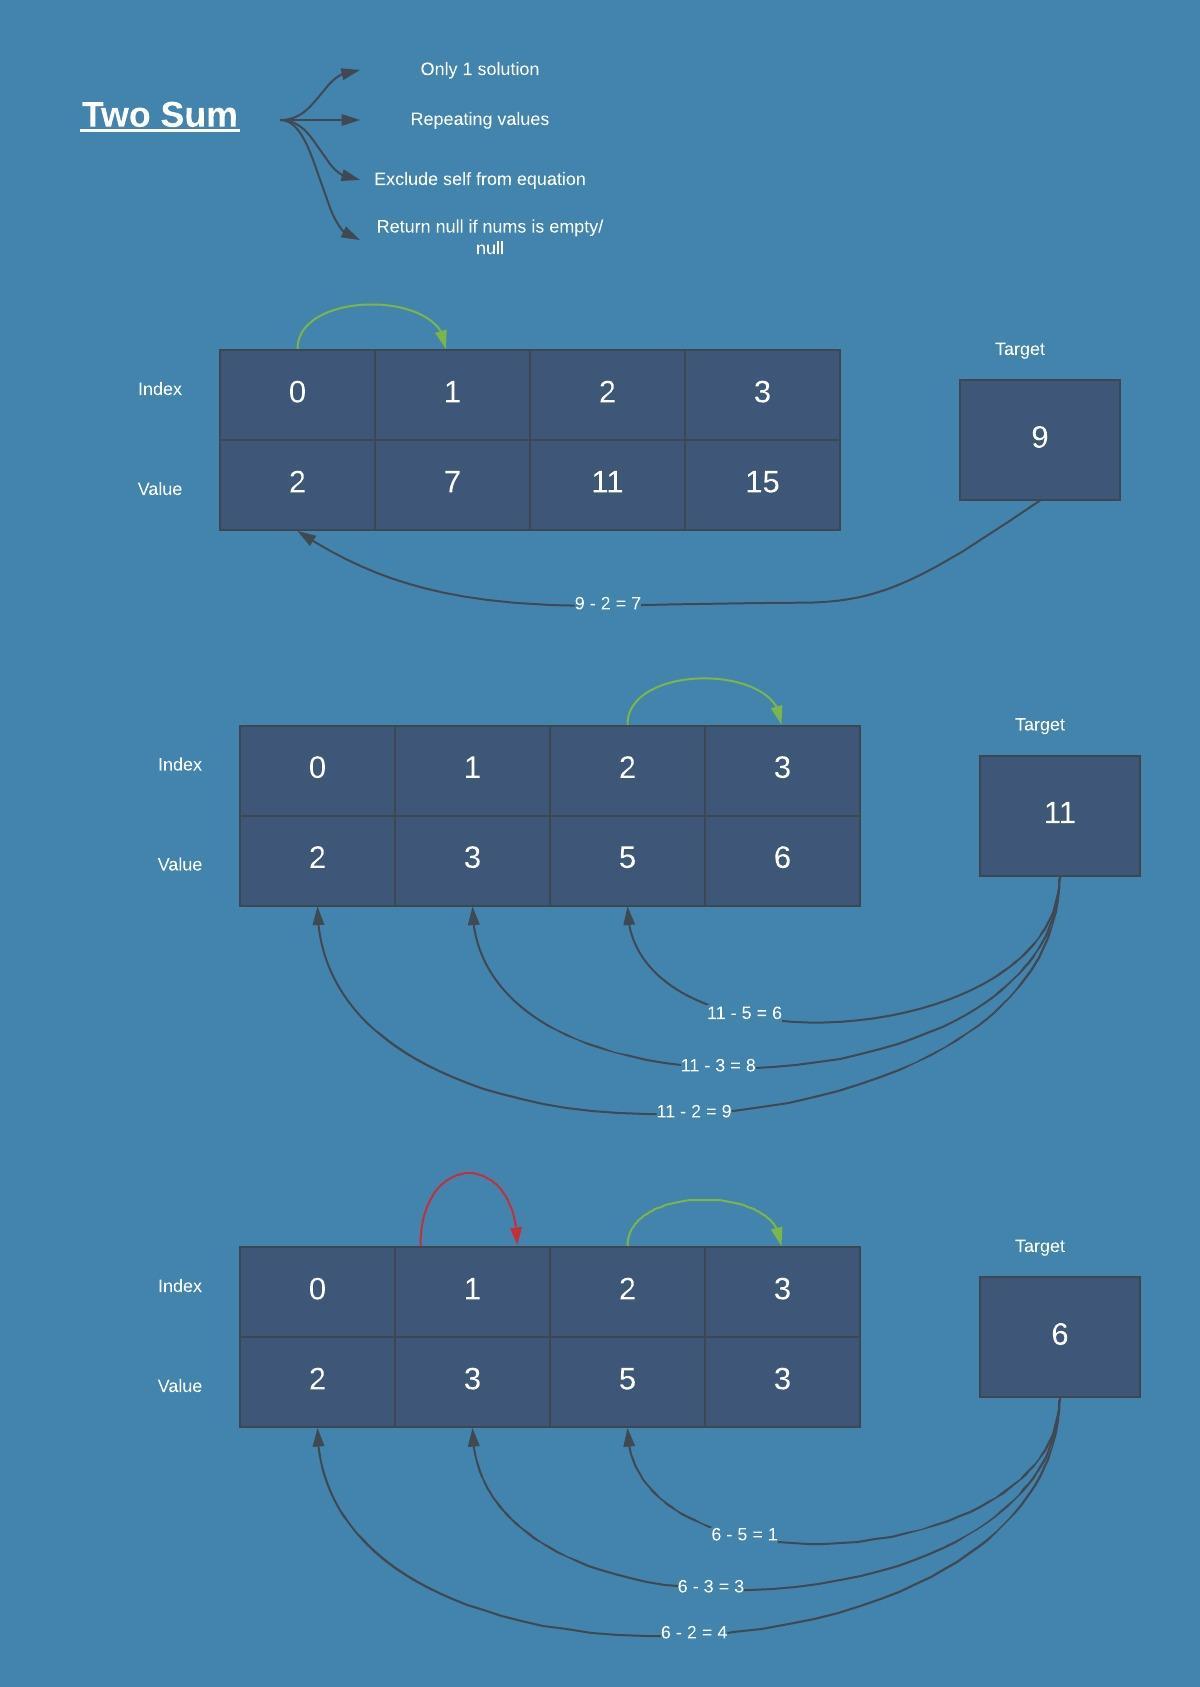 Two Sum
Only 1 solution
Repeating values
Exclude self from equation
Return null if nums is empty/
null
Target
Index 0 1 2 3
9
Value 2 7 11 15
9 - 2 = 7
Target
Index 0 1 2 3
11
Value 2 3 5 6
11 - 5 = 6
11 - 3 = 8
11 - 2 = 9
Target
Index 0 1 2 3
6
Value 2 3 5 3
6 - 5 = 1
6 - 3 = 3
6 - 2 = 4